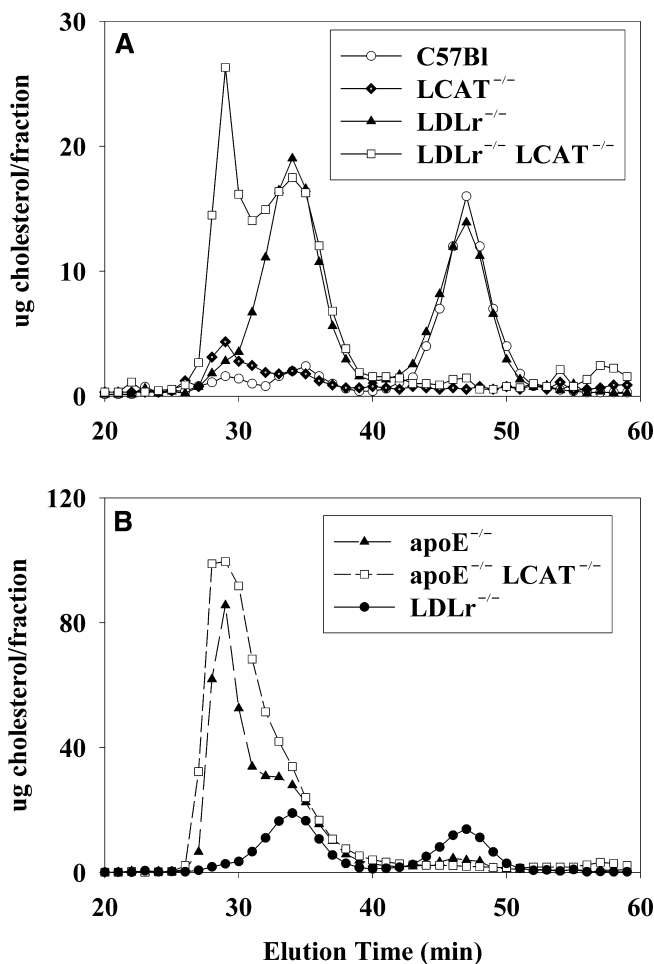 A
30
20
10
0
ug cholesterol/fraction
C57Bl
LCAT⁻/⁻
LDLr⁻/⁻
LDLr⁻/⁻ LCAT⁻/⁻
20 30 40 50 60
B
120
80
40
0
ug cholesterol/fraction
apoE⁻/⁻
apoE⁻/⁻ LCAT⁻/⁻
LDLr⁻/⁻
20 30 40 50 60
Elution Time (min)